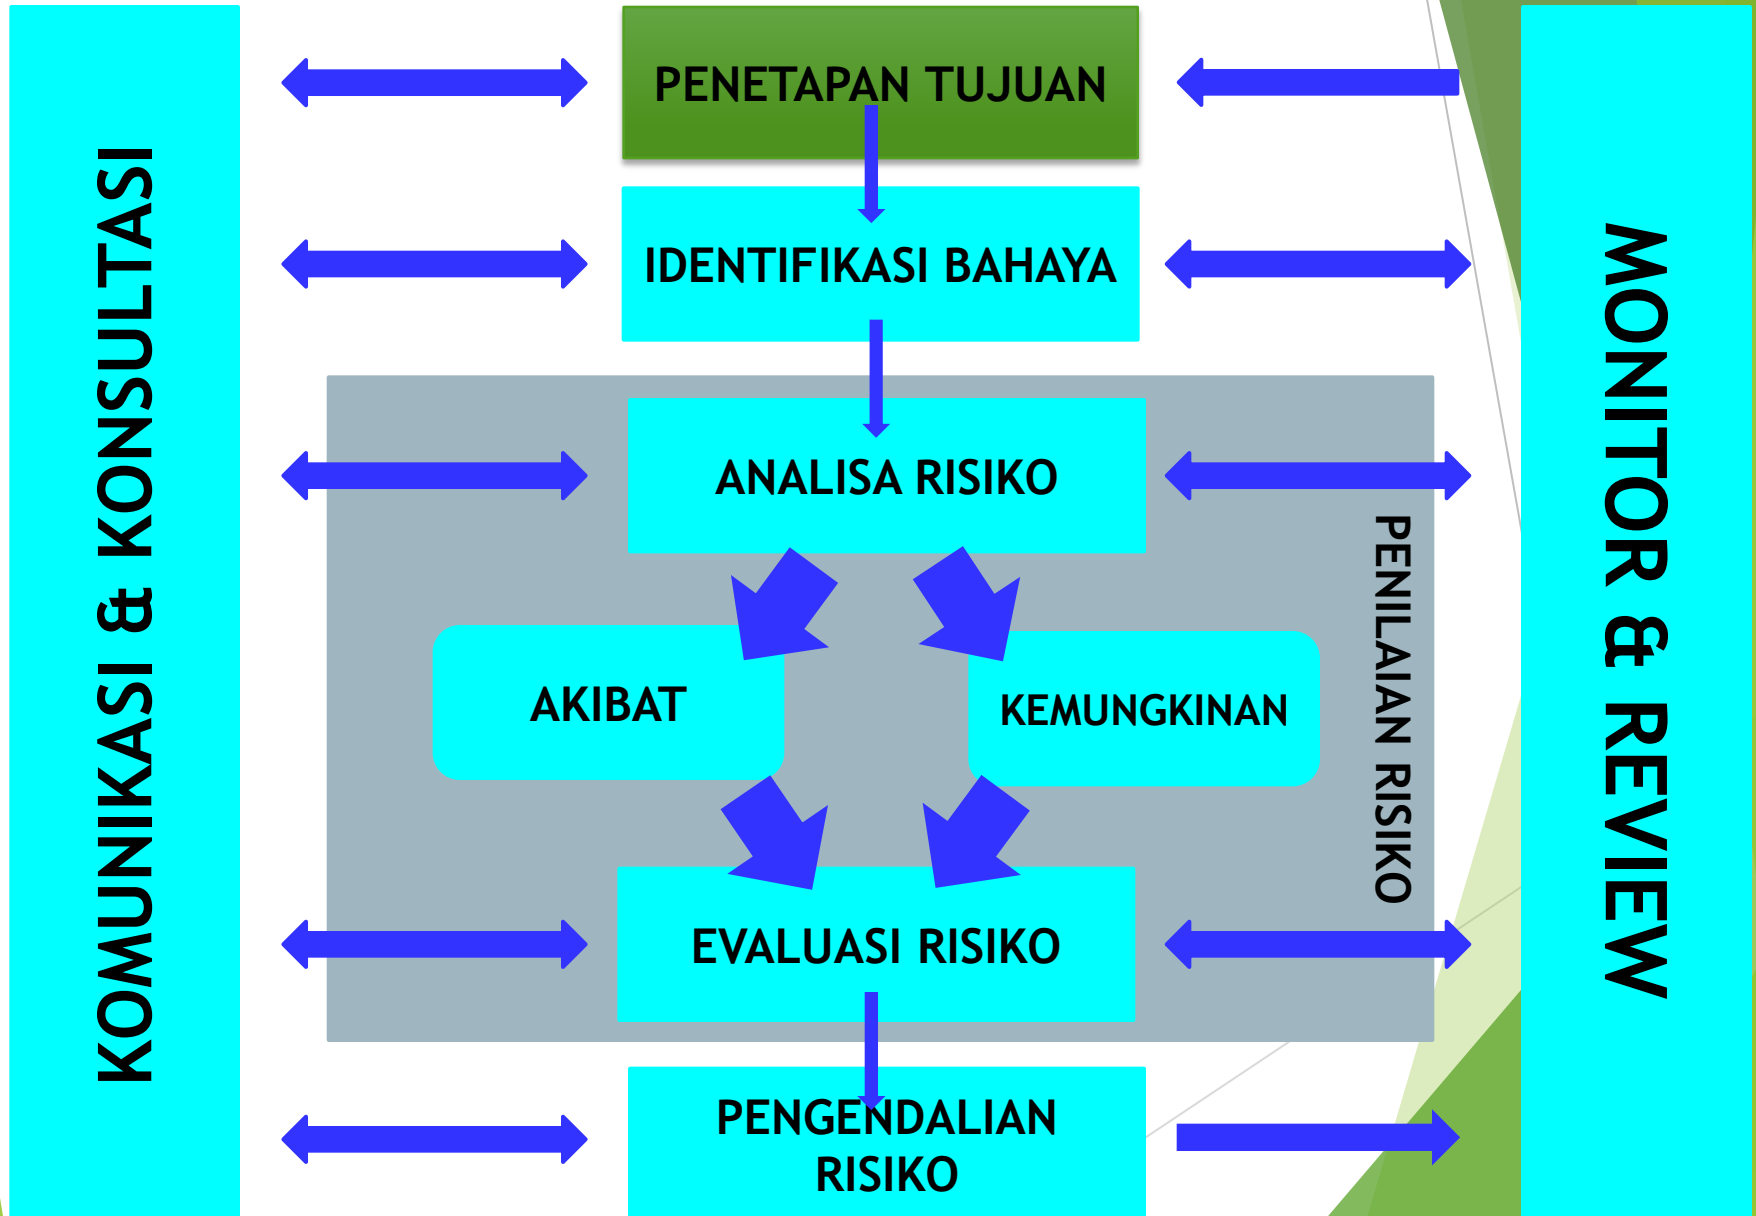 KOMUNIKASI & KONSULTASI
PENETAPAN TUJUAN
IDENTIFIKASI BAHAYA
ANALISA RISIKO
AKIBAT
KEMUNGKINAN
EVALUASI RISIKO
PENGENDALIAN
RISIKO
PENILAIAN RISIKO
MONITOR & REVIEW